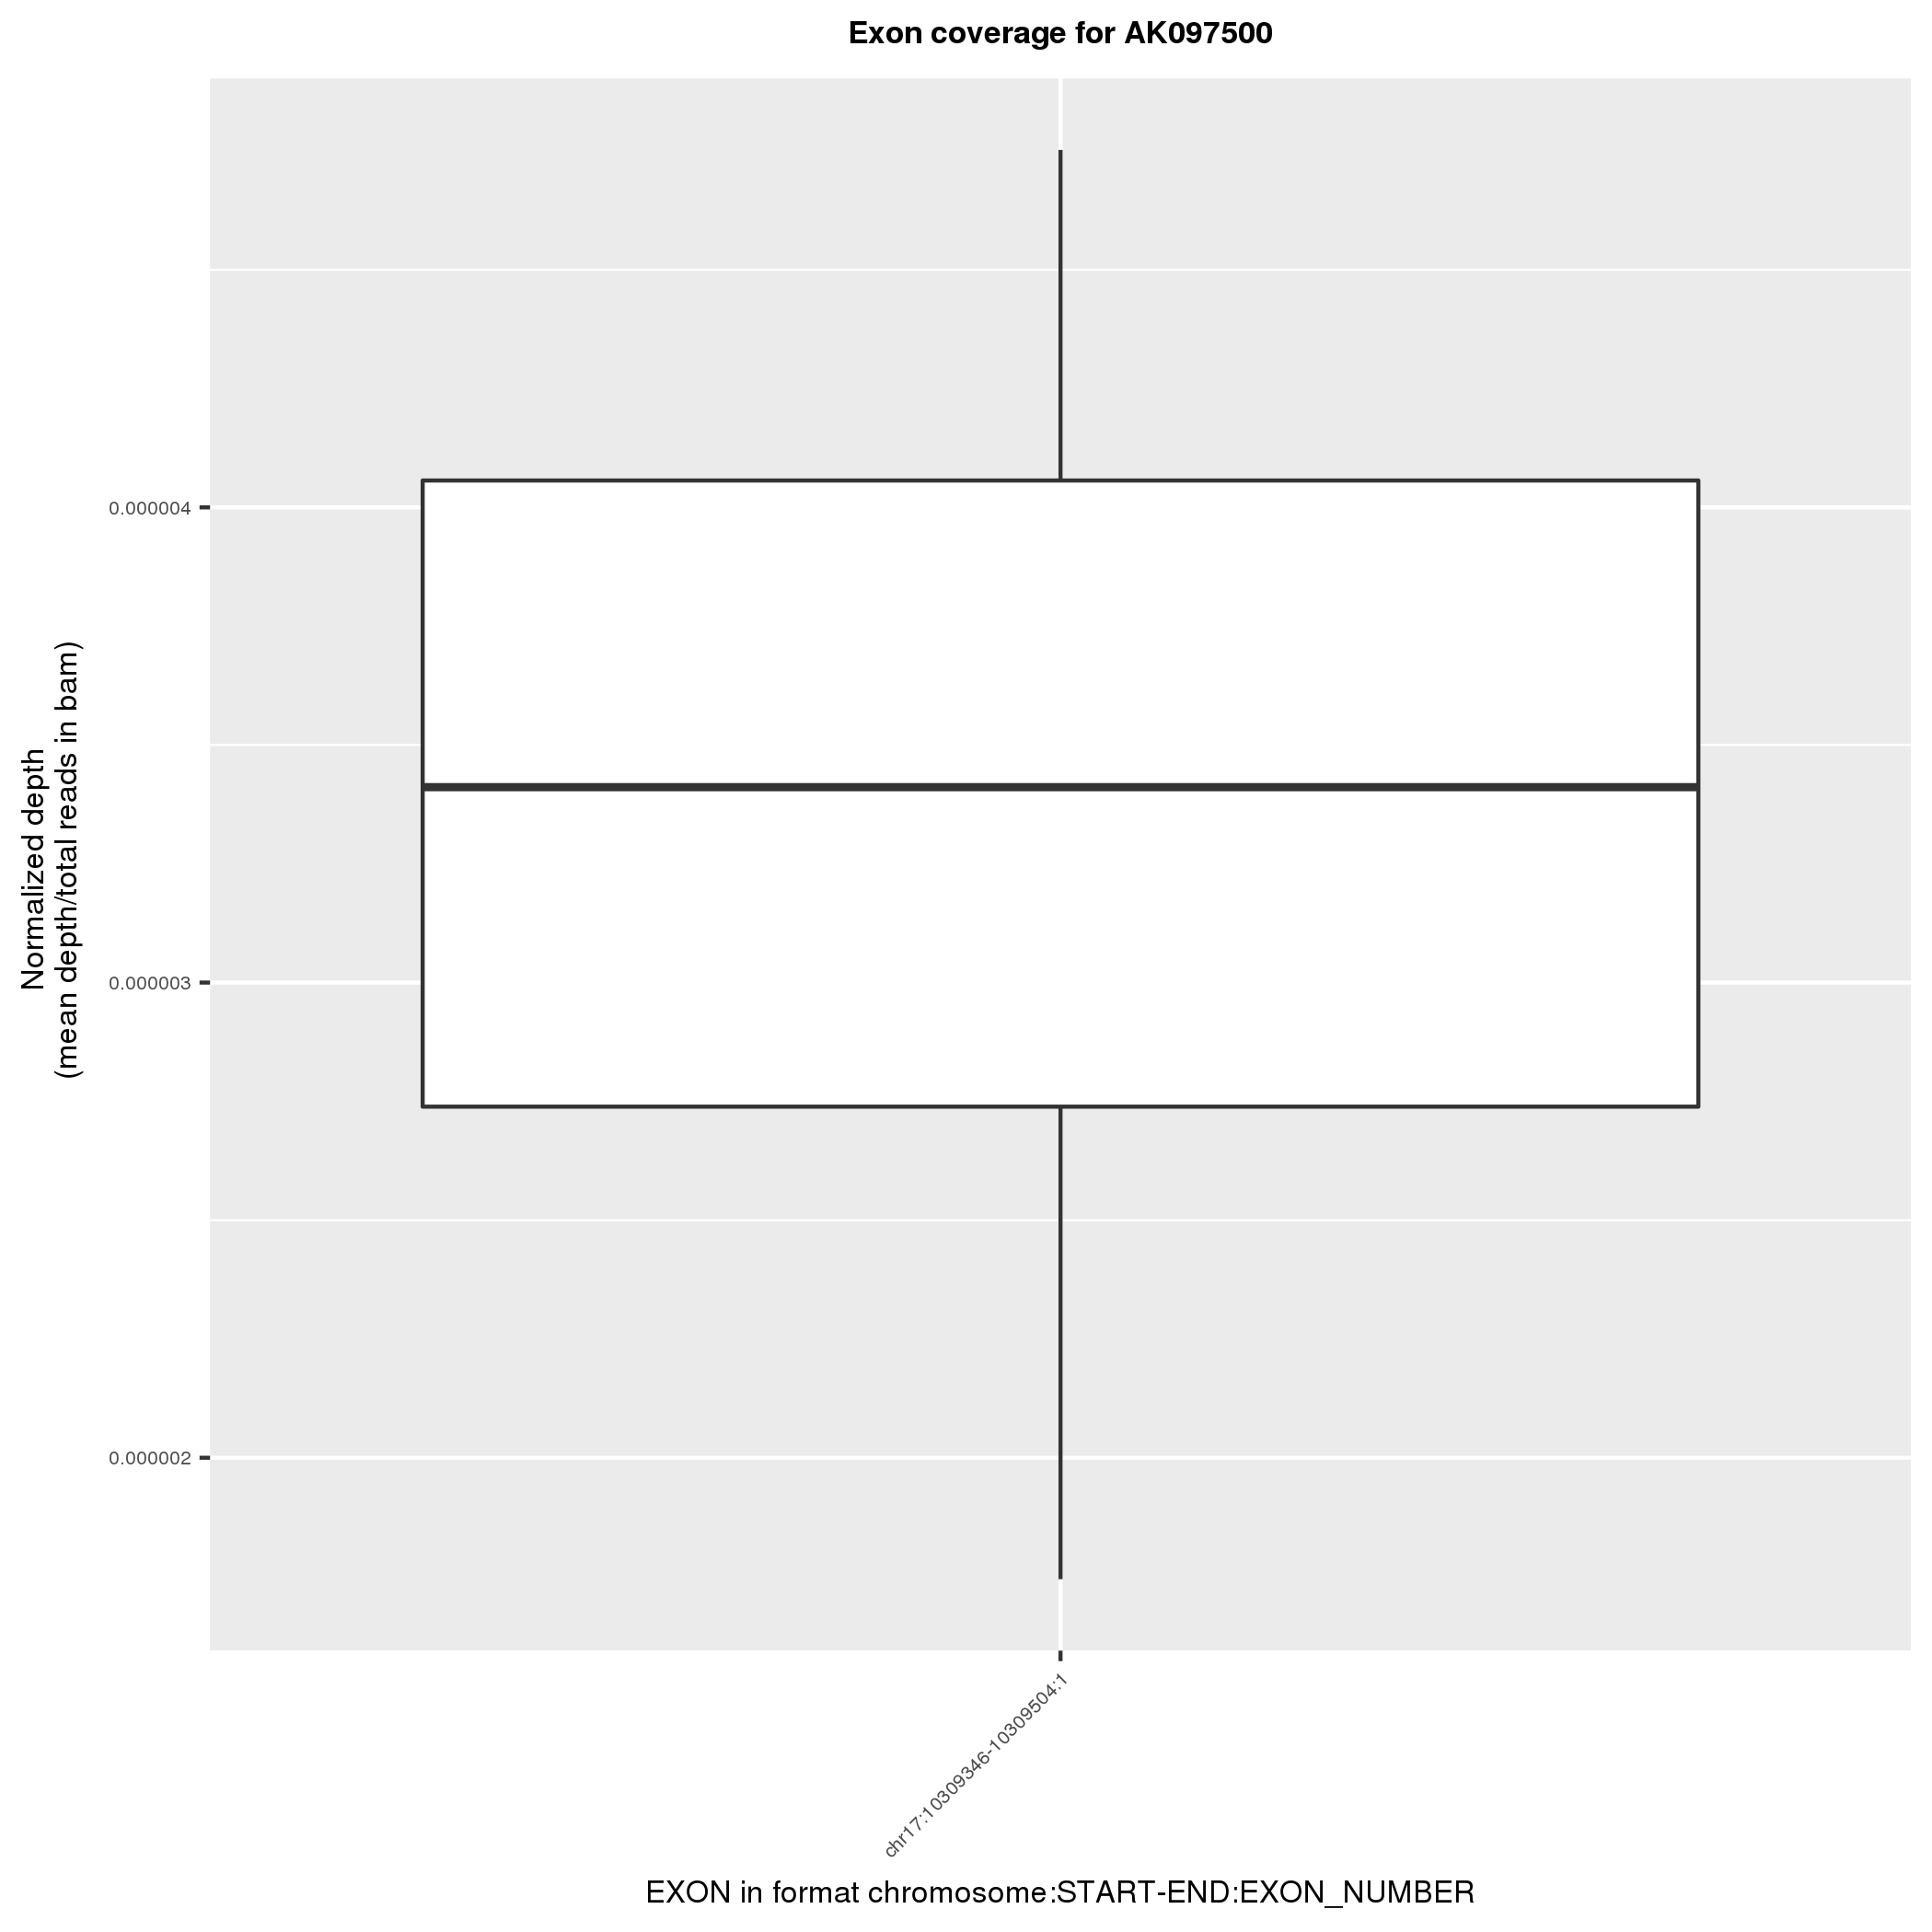 Exon coverage for AK097500
Normalized depth
(mean depth/total reads in bam)
0.000004
0.000003
0.000002
chr17:10309346-10309504:1
EXON in format chromosome:START-END:EXON_NUMBER